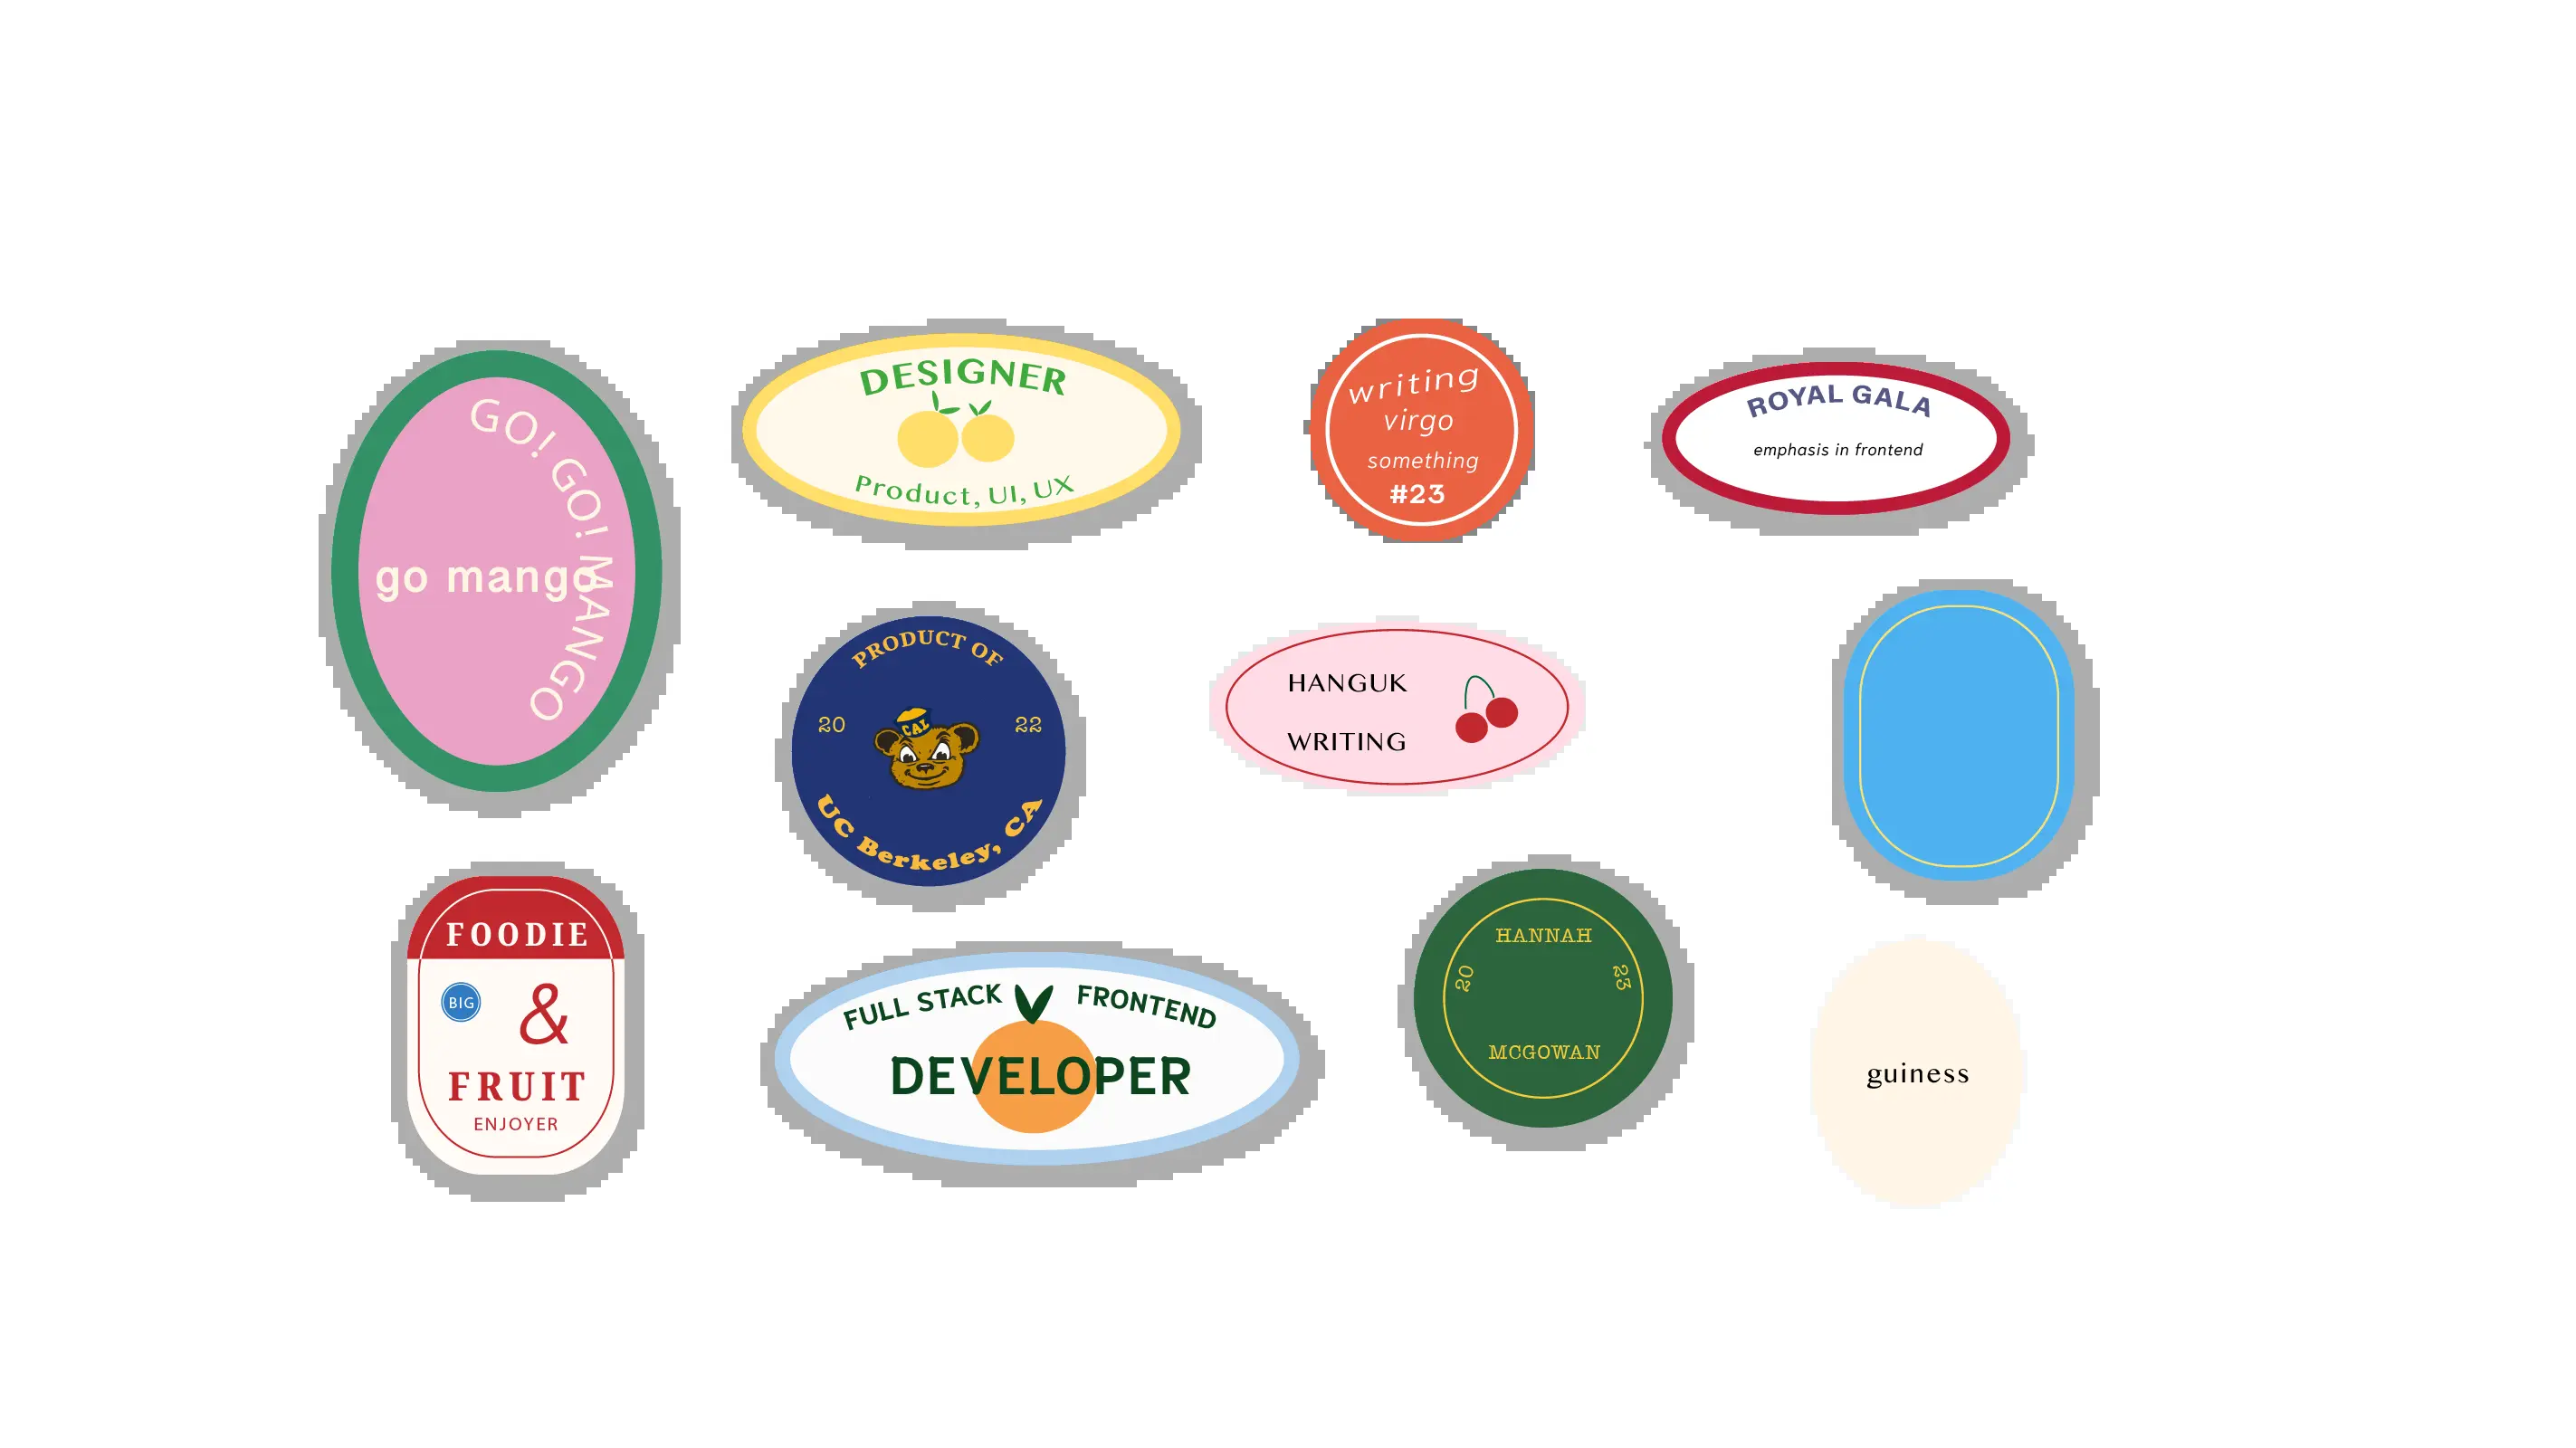 GO! GO! MANGO
go mango
DESIGNER
Product, UI, UX
writing
virgo
something
#23
ROYAL GALA
emphasis in frontend
PRODUCT OF
20 22
CAL
UC Berkeley, CA
HANGUK
WRITING
FOODIE
BIG &
FRUIT
ENJOYER
FULL STACK FRONTEND
DEVELOPER
HANNAH
20 23
MCGOWAN
guiness